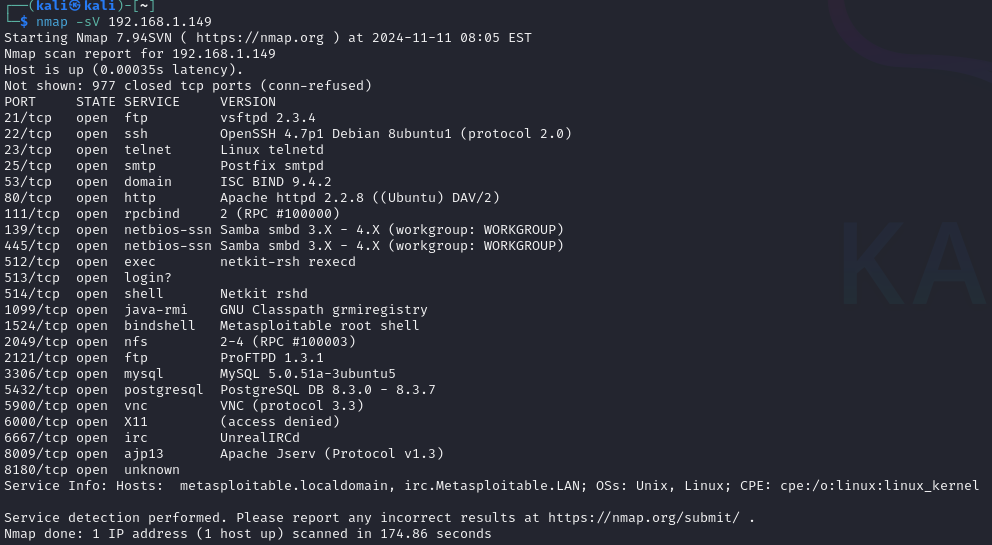 ┌──(kali㉿kali)-[~]
└─$ nmap -sV 192.168.1.149
Starting Nmap 7.94SVN ( https://nmap.org ) at 2024-11-11 08:05 EST
Nmap scan report for 192.168.1.149
Host is up (0.00035s latency).
Not shown: 977 closed tcp ports (conn-refused)
PORT     STATE SERVICE     VERSION
21/tcp   open  ftp         vsftpd 2.3.4
22/tcp   open  ssh         OpenSSH 4.7p1 Debian 8ubuntu1 (protocol 2.0)
23/tcp   open  telnet      Linux telnetd
25/tcp   open  smtp        Postfix smtpd
53/tcp   open  domain      ISC BIND 9.4.2
80/tcp   open  http        Apache httpd 2.2.8 ((Ubuntu) DAV/2)
111/tcp  open  rpcbind     2 (RPC #100000)
139/tcp  open  netbios-ssn Samba smbd 3.X - 4.X (workgroup: WORKGROUP)
445/tcp  open  netbios-ssn Samba smbd 3.X - 4.X (workgroup: WORKGROUP)
512/tcp  open  exec        netkit-rsh rexecd
513/tcp  open  login?
514/tcp  open  shell       Netkit rshd
1099/tcp open  java-rmi    GNU Classpath grmiregistry
1524/tcp open  bindshell   Metasploitable root shell
2049/tcp open  nfs         2-4 (RPC #100003)
2121/tcp open  ftp         ProFTPD 1.3.1
3306/tcp open  mysql       MySQL 5.0.51a-3ubuntu5
5432/tcp open  postgresql  PostgreSQL DB 8.3.0 - 8.3.7
5900/tcp open  vnc         VNC (protocol 3.3)
6000/tcp open  X11         (access denied)
6667/tcp open  irc         UnrealIRCd
8009/tcp open  ajp13       Apache Jserv (Protocol v1.3)
8180/tcp open  unknown
Service Info: Hosts:  metasploitable.localdomain, irc.Metasploitable.LAN; OSs: Unix, Linux; CPE: cpe:/o:linux:linux_kernel
Service detection performed. Please report any incorrect results at https://nmap.org/submit/ .
Nmap done: 1 IP address (1 host up) scanned in 174.86 seconds
KA